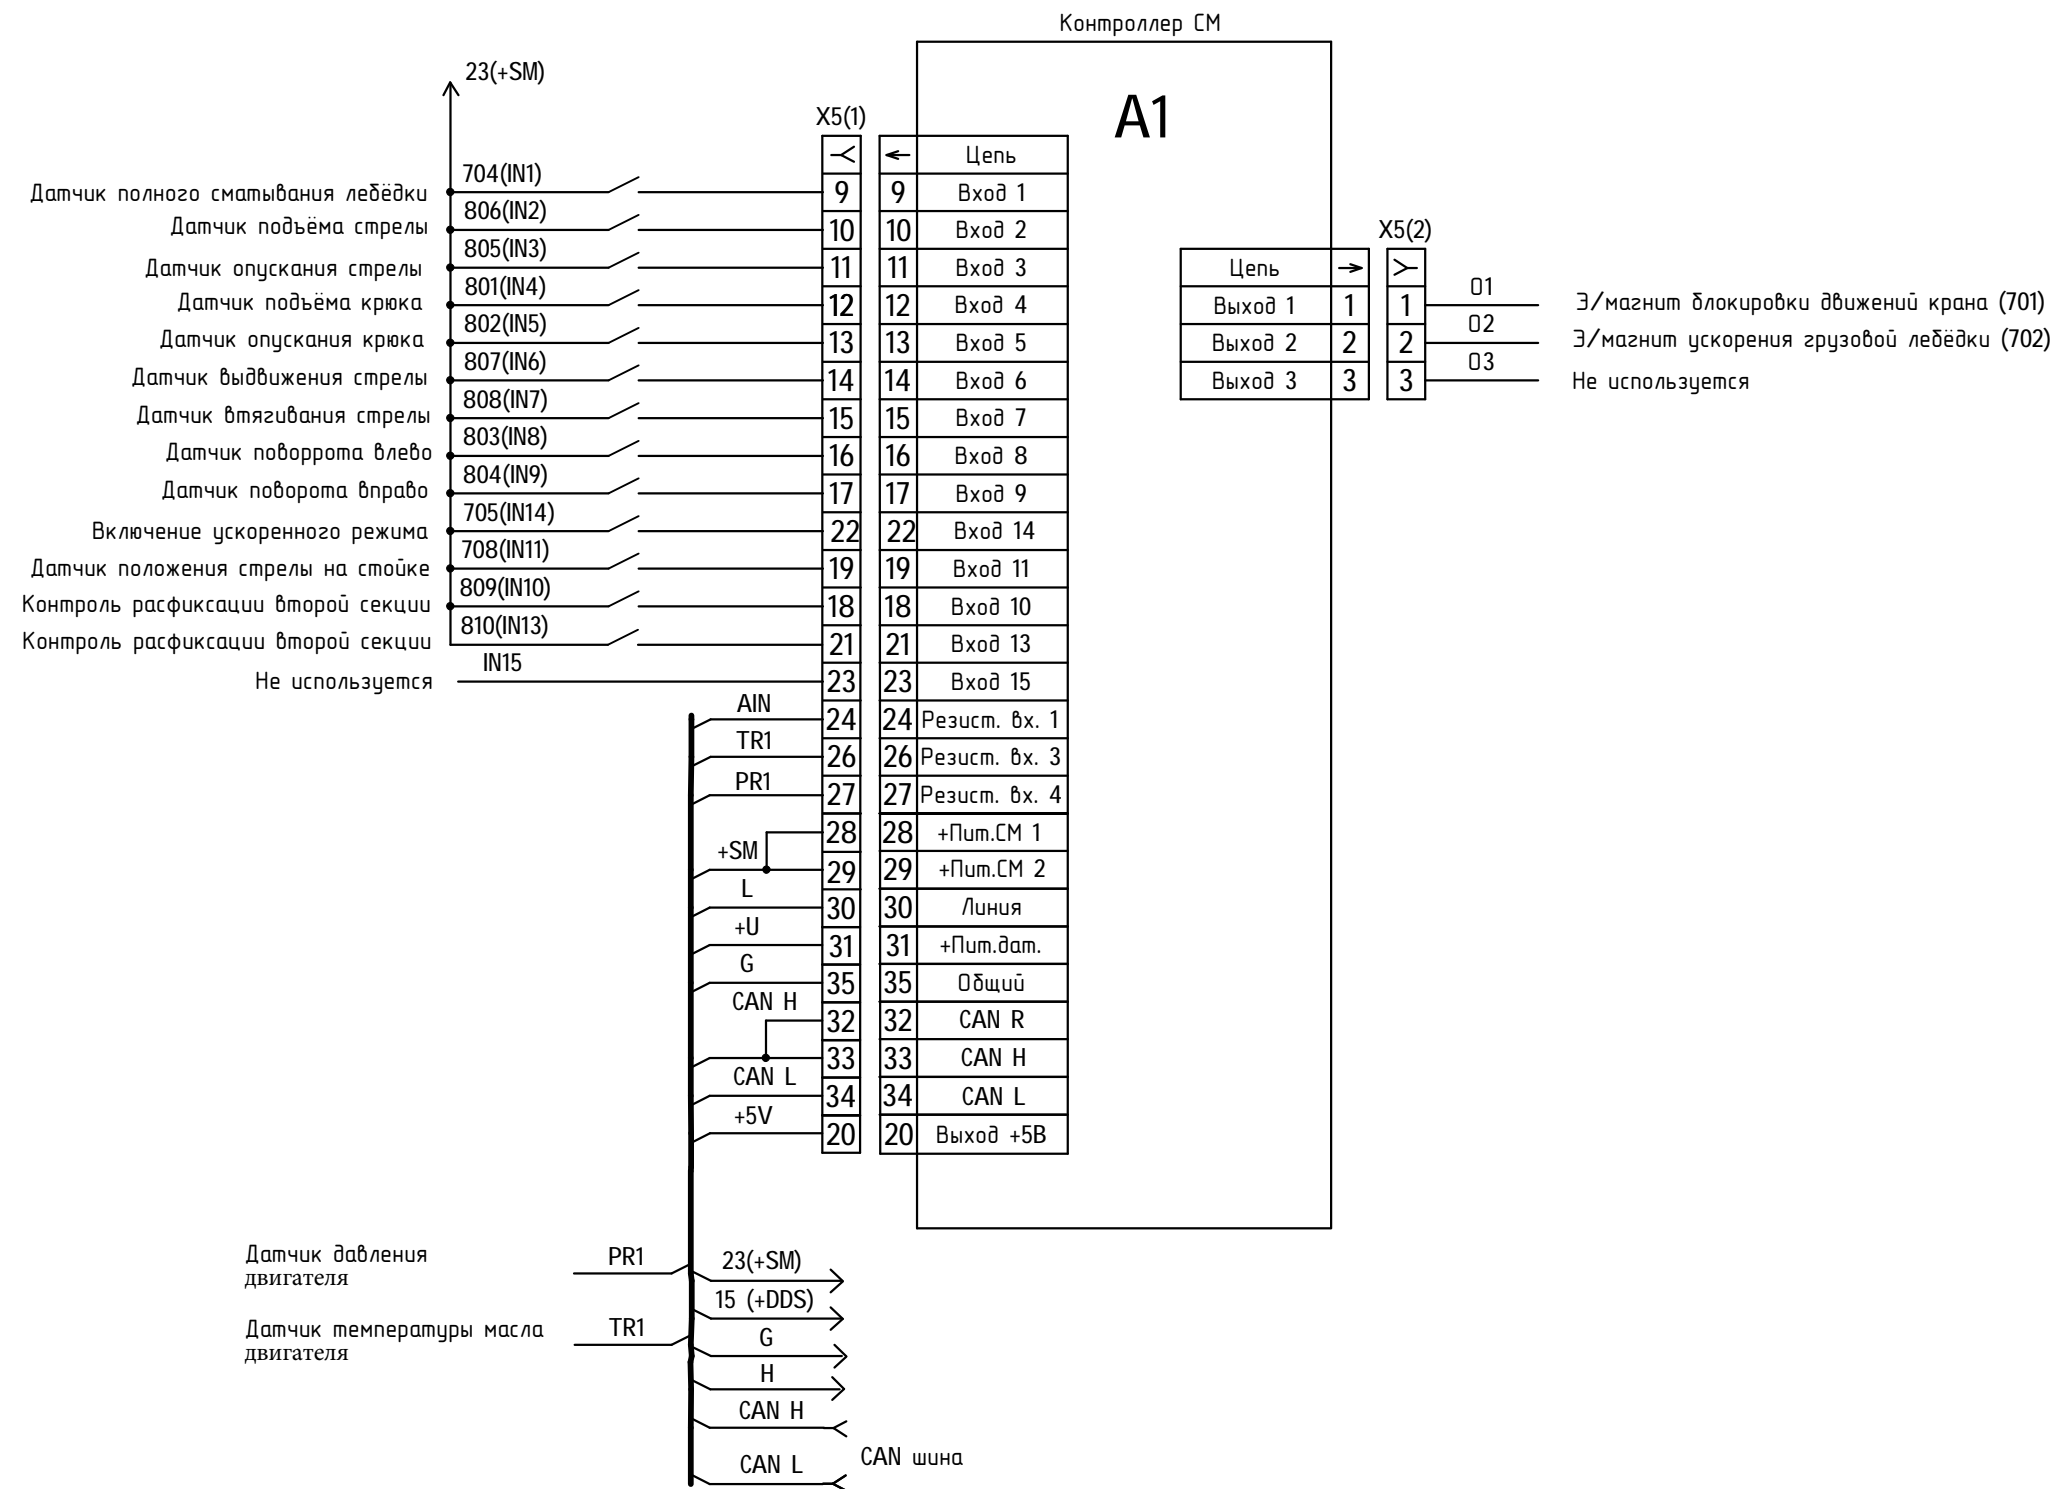 Контроллер СМ
A1
23(+SM)
X5(1)
Цепь
Датчик полного сматывания лебёдки 704(IN1) 9 9 Вход 1
Датчик подъёма стрелы 806(IN2) 10 10 Вход 2
Датчик опускания стрелы 805(IN3) 11 11 Вход 3
Датчик подъёма крюка 801(IN4) 12 12 Вход 4
Датчик опускания крюка 802(IN5) 13 13 Вход 5
Датчик выдвижения стрелы 807(IN6) 14 14 Вход 6
Датчик втягивания стрелы 808(IN7) 15 15 Вход 7
Датчик поворрота влево 803(IN8) 16 16 Вход 8
Датчик поворота вправо 804(IN9) 17 17 Вход 9
Включение ускоренного режима 705(IN14) 22 22 Вход 14
Датчик положения стрелы на стойке 708(IN11) 19 19 Вход 11
Контроль расфиксации второй секции 809(IN10) 18 18 Вход 10
Контроль расфиксации второй секции 810(IN13) 21 21 Вход 13
Не используется IN15 23 23 Вход 15
AIN 24 24 Резист. вх. 1
TR1 26 26 Резист. вх. 3
PR1 27 27 Резист. вх. 4
28 28 +Пит.СМ 1
+SM 29 29 +Пит.СМ 2
L 30 30 Линия
+U 31 31 +Пит.дат.
G 35 35 Общий
CAN H 32 32 CAN R
33 33 CAN H
CAN L 34 34 CAN L
+5V 20 20 Выход +5В
X5(2)
Цепь
Выход 1 1 1 O1 Э/магнит блокировки движений крана (701)
Выход 2 2 2 O2 Э/магнит ускорения грузовой лебёдки (702)
Выход 3 3 3 O3 Не используется
Датчик давления
двигателя
PR1
Датчик температуры масла
двигателя
TR1
23(+SM)
15 (+DDS)
G
H
CAN H
CAN L
CAN шина